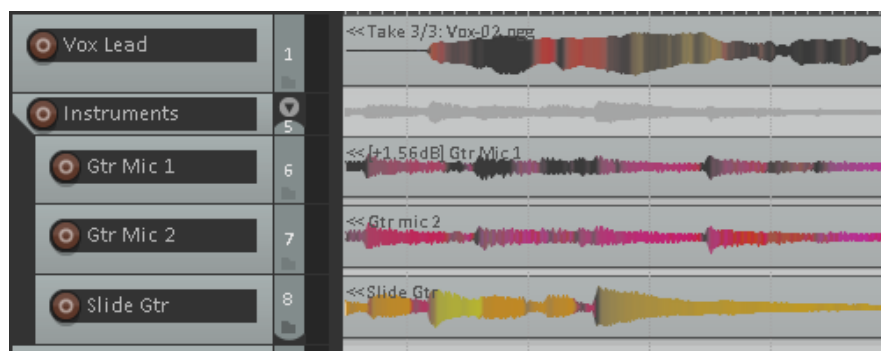 Vox Lead
1
<<Take 3/3: Vox-02.ogg
Instruments
5
Gtr Mic 1
6
<<[+1.56dB] Gtr Mic 1
Gtr Mic 2
7
<<Gtr mic 2
Slide Gtr
8
<<Slide Gtr